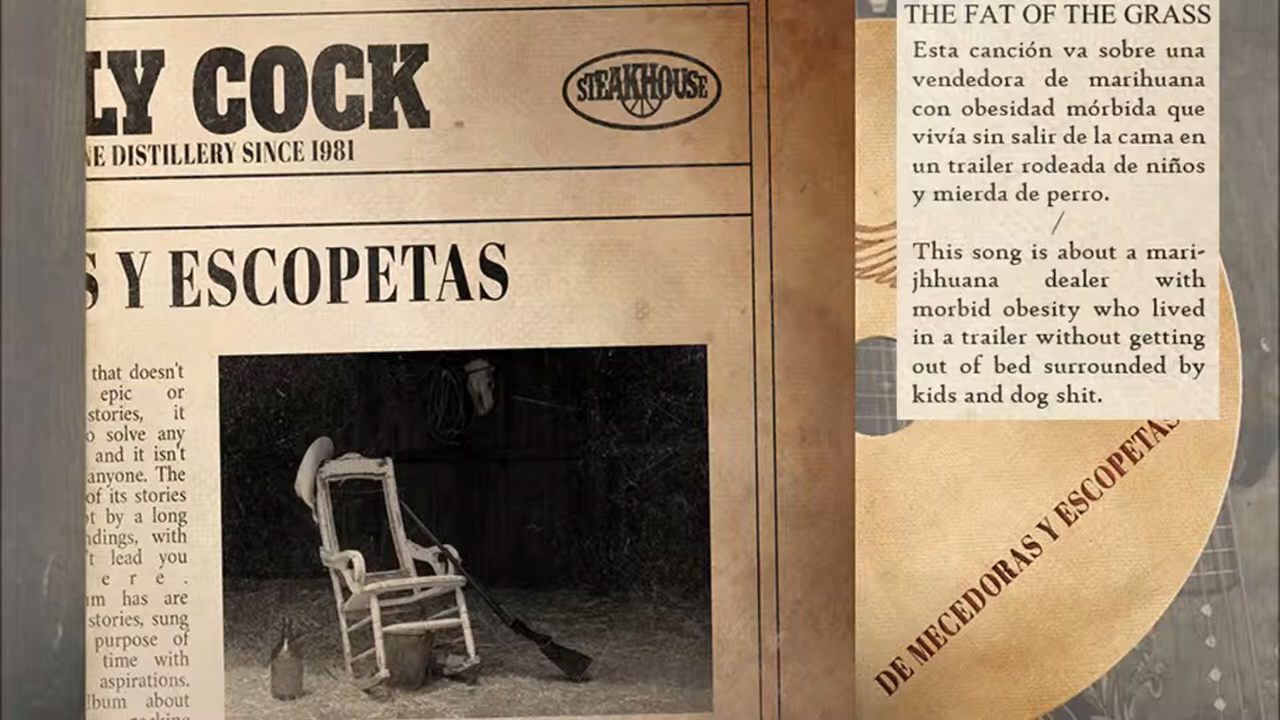 LY COCK
NE DISTILLERY SINCE 1981
STEAKHOUSE
S Y ESCOPETAS
that doesn't
epic or
stories, it
o solve any
and it isn't
anyone. The
of its stories
t by a long
ndings, with
't lead you
e r e .
um has are
stories, sung
purpose of
time with
aspirations.
lbum about
rocking
THE FAT OF THE GRASS
Esta canción va sobre una
vendedora de marihuana
con obesidad mórbida que
vivía sin salir de la cama en
un trailer rodeada de niños
y mierda de perro.
/
This song is about a mari-
jhhuana dealer with
morbid obesity who lived
in a trailer without getting
out of bed surrounded by
kids and dog shit.
DE MECEDORAS Y ESCOPETAS